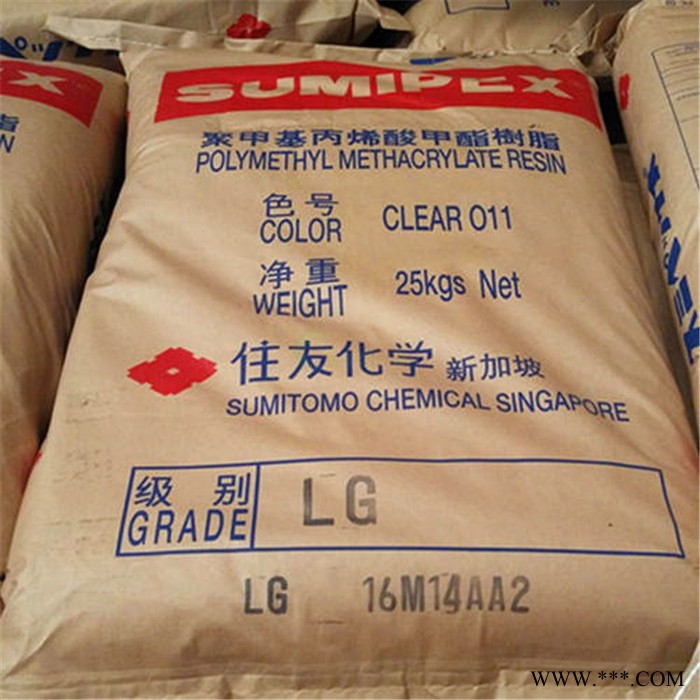 SUMIPEX
聚甲基丙烯酸甲酯樹脂
POLYMETHYL METHACRYLATE RESIN
色号
COLOR CLEAR 011
净重
WEIGHT 25kgs Net
住友化学 新加坡
SUMITOMO CHEMICAL SINGAPORE
级别
GRADE LG
LG 16M14AA2
脂
WWW.***.COM